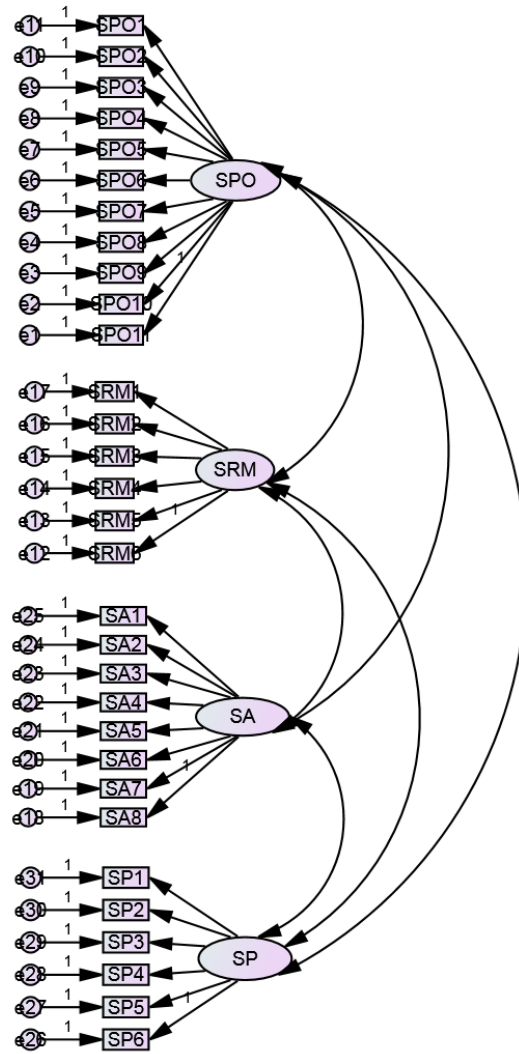 e11 1 SPO1
e10 1 SPO2
e9 1 SPO3
e8 1 SPO4
e7 1 SPO5
e6 1 SPO6
e5 1 SPO7
e4 1 SPO8
e3 1 SPO9
e2 1 SPO10
e1 1 SPO11
1
SPO
e17 1 SRM1
e16 1 SRM2
e15 1 SRM3
e14 1 SRM4
e13 1 SRM5
e12 1 SRM6
1
SRM
e25 1 SA1
e24 1 SA2
e23 1 SA3
e22 1 SA4
e21 1 SA5
e20 1 SA6
e19 1 SA7
e18 1 SA8
1
SA
e31 1 SP1
e30 1 SP2
e29 1 SP3
e28 1 SP4
e27 1 SP5
e26 1 SP6
1
SP